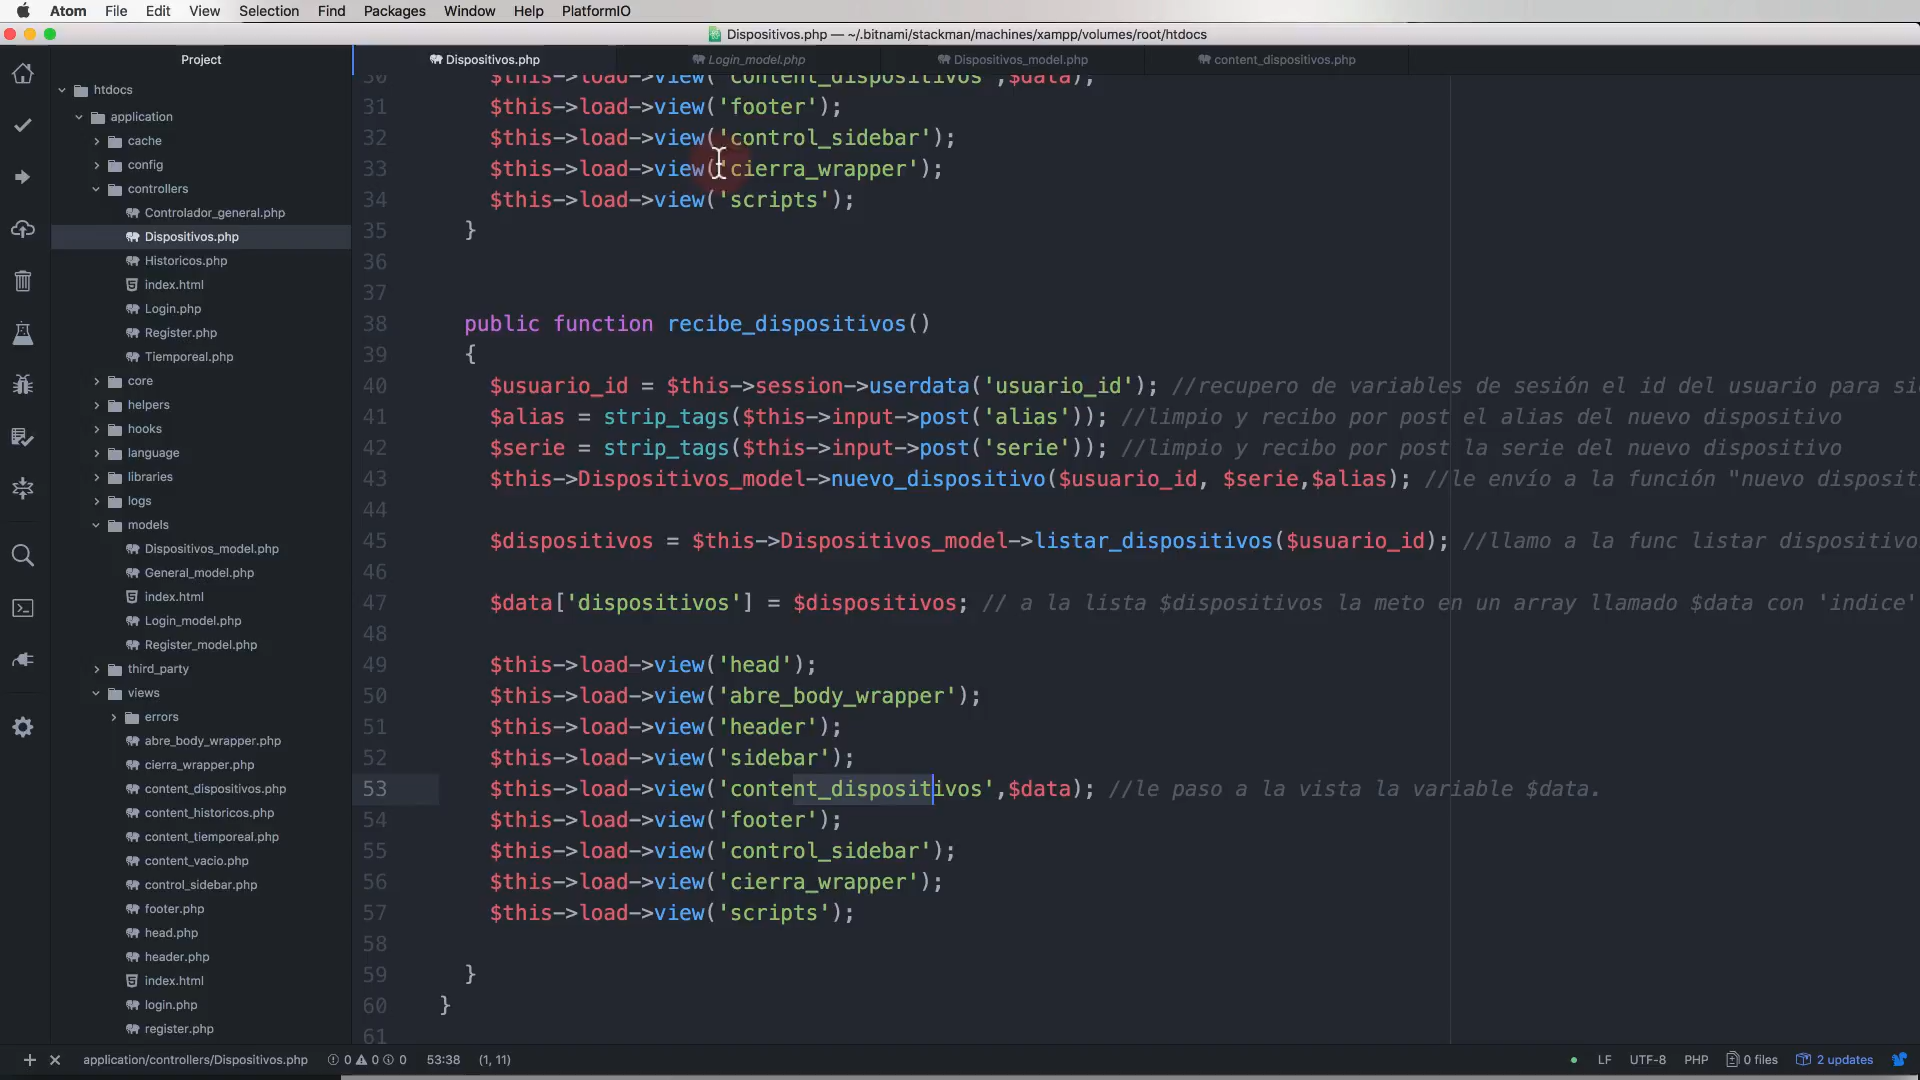 Atom File Edit View Selection Find Packages Window Help PlatformIO
Dispositivos.php — ~/.bitnami/stackman/machines/xampp/volumes/root/htdocs
Project
Dispositivos.php
Login_model.php
Dispositivos_model.php
content_dispositivos.php
htdocs
application
cache
config
controllers
Controlador_general.php
Dispositivos.php
Historicos.php
index.html
Login.php
Register.php
Tiemporeal.php
core
helpers
hooks
language
libraries
logs
models
Dispositivos_model.php
General_model.php
index.html
Login_model.php
Register_model.php
third_party
views
errors
abre_body_wrapper.php
cierra_wrapper.php
content_dispositivos.php
content_historicos.php
content_tiemporeal.php
content_vacio.php
control_sidebar.php
footer.php
head.php
header.php
index.html
login.php
register.php
30 $this->load->view('content_dispositivos',$data);
31 $this->load->view('footer');
32 $this->load->view('control_sidebar');
33 $this->load->view('cierra_wrapper');
34 $this->load->view('scripts');
35 }
36
37
38 public function recibe_dispositivos()
39 {
40 $usuario_id = $this->session->userdata('usuario_id'); //recupero de variables de sesión el id del usuario para si
41 $alias = strip_tags($this->input->post('alias')); //limpio y recibo por post el alias del nuevo dispositivo
42 $serie = strip_tags($this->input->post('serie')); //limpio y recibo por post la serie del nuevo dispositivo
43 $this->Dispositivos_model->nuevo_dispositivo($usuario_id, $serie,$alias); //le envío a la función "nuevo dispositi
44
45 $dispositivos = $this->Dispositivos_model->listar_dispositivos($usuario_id); //llamo a la func listar dispositivo
46
47 $data['dispositivos'] = $dispositivos; // a la lista $dispositivos la meto en un array llamado $data con 'indice'
48
49 $this->load->view('head');
50 $this->load->view('abre_body_wrapper');
51 $this->load->view('header');
52 $this->load->view('sidebar');
53 $this->load->view('content_dispositivos',$data); //le paso a la vista la variable $data.
54 $this->load->view('footer');
55 $this->load->view('control_sidebar');
56 $this->load->view('cierra_wrapper');
57 $this->load->view('scripts');
58
59 }
60 }
61
application/controllers/Dispositivos.php 0 0 0 53:38 (1, 11) LF UTF-8 PHP 0 files 2 updates